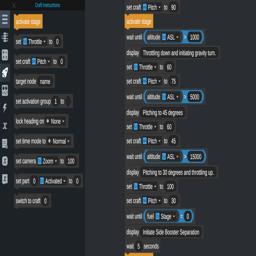 Craft Instructions
activate stage
set Throttle to 0
set craft Pitch to 0
target node name
set activation group 1 to
lock heading on None
set time mode to Normal
set camera Zoom to 100
set part 0 Activated to 0
switch to craft 0
set craft Pitch to 90
activate stage
wait until altitude ASL > 1000
display Throttling down and initiating gravity turn.
set Throttle to 60
set craft Pitch to 75
wait until altitude ASL > 5000
display Pitching to 45 degrees
set Throttle to 60
set craft Pitch to 45
wait until altitude ASL > 15000
display Pitching to 30 degrees and throttling up.
set Throttle to 100
set craft Pitch to 30
wait until fuel Stage = 0
display Initiate Side Booster Separation
wait 5 seconds